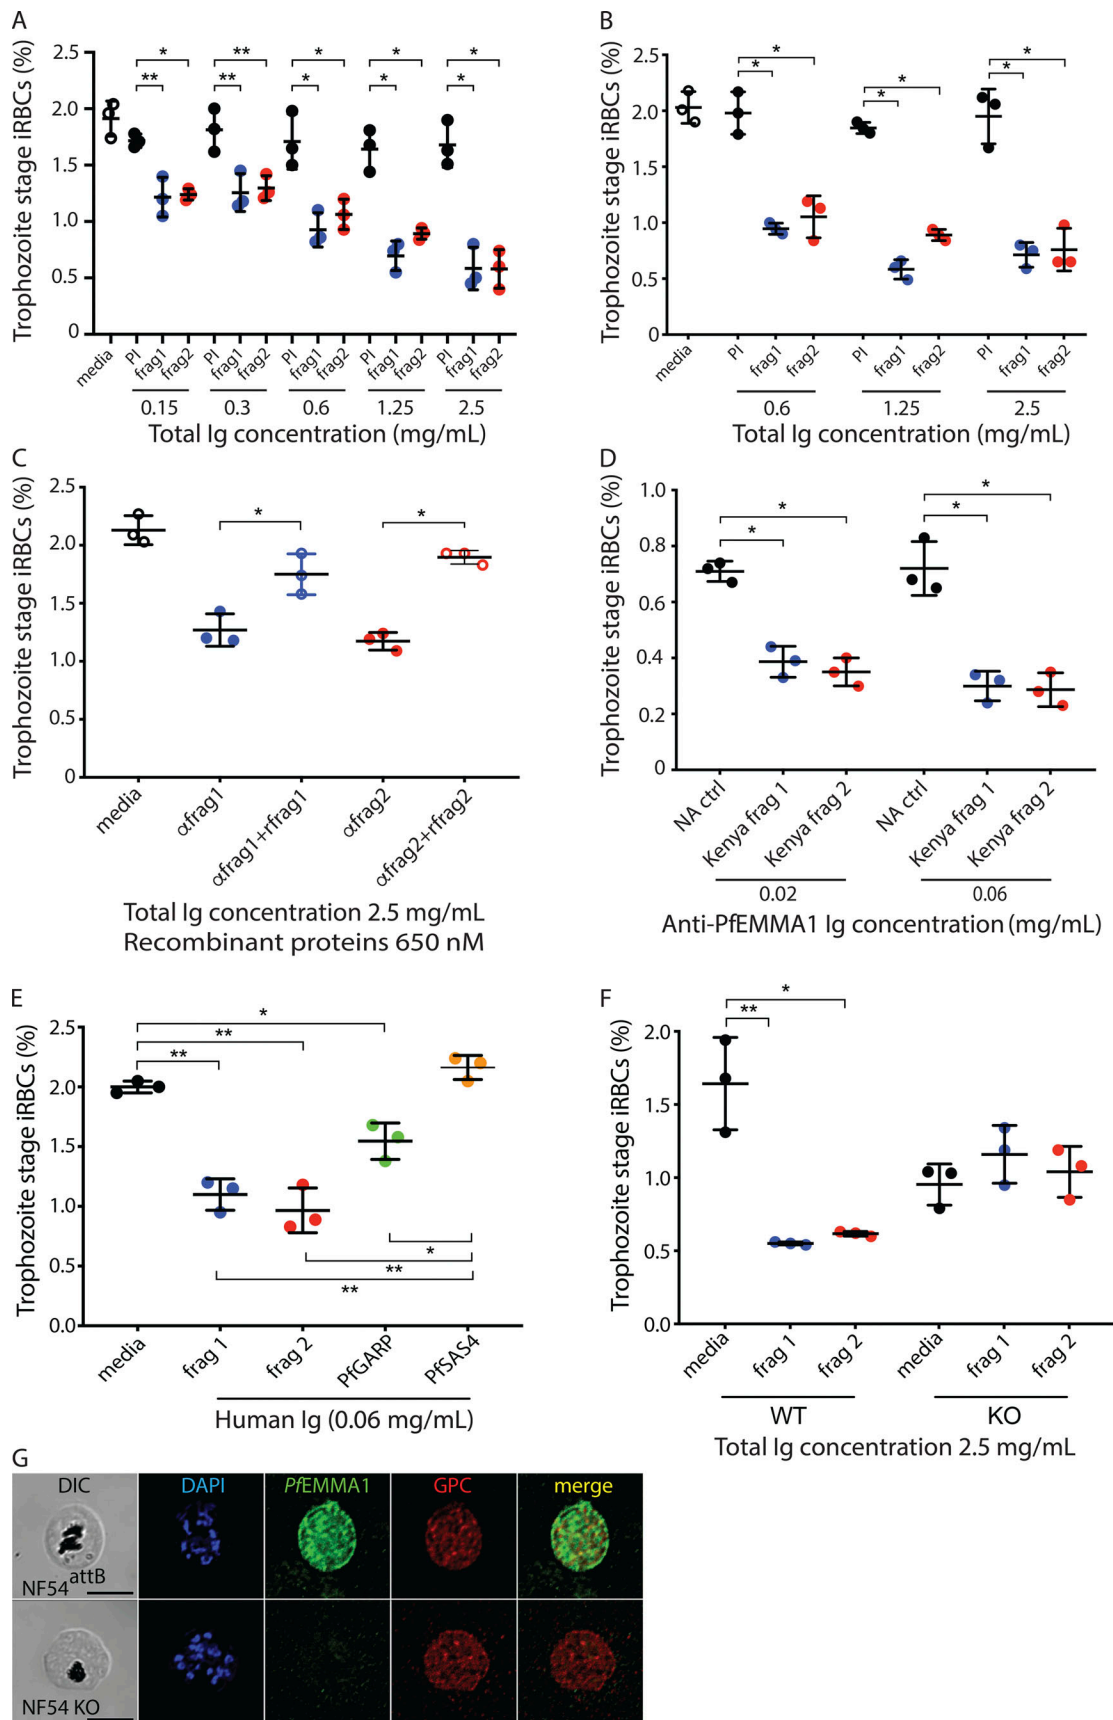 A
Trophozoite stage iRBCs (%)
2.5
2.0
1.5
1.0
0.5
0
** * ** ** * * * * * *
media PI frag1 frag2 PI frag1 frag2 PI frag1 frag2 PI frag1 frag2 PI frag1 frag2
0.15 0.3 0.6 1.25 2.5
Total Ig concentration (mg/mL)
B
Trophozoite stage iRBCs (%)
2.5
2.0
1.5
1.0
0.5
0
* * * * * *
media PI frag1 frag2 PI frag1 frag2 PI frag1 frag2
0.6 1.25 2.5
Total Ig concentration (mg/mL)
C
Trophozoite stage iRBCs (%)
2.5
2.0
1.5
1.0
0.5
0
* *
media αfrag1 αfrag1+rfrag1 αfrag2 αfrag2+rfrag2
Total Ig concentration 2.5 mg/mL
Recombinant proteins 650 nM
D
Trophozoite stage iRBCs (%)
1.0
0.8
0.6
0.4
0.2
0
* * * *
NA ctrl Kenya frag 1 Kenya frag 2 NA ctrl Kenya frag 1 Kenya frag 2
0.02 0.06
Anti-PfEMMA1 Ig concentration (mg/mL)
E
Trophozoite stage iRBCs (%)
2.5
2.0
1.5
1.0
0.5
0.0
*
**
**
*
**
**
media frag 1 frag 2 PfGARP PfSAS4
Human Ig (0.06 mg/mL)
F
Trophozoite stage iRBCs (%)
2.0
1.5
1.0
0.5
0.0
*
**
media frag 1 frag 2 media frag 1 frag 2
WT KO
Total Ig concentration 2.5 mg/mL
G
DIC DAPI PfEMMA1 GPC merge
NF54attB
NF54 KO